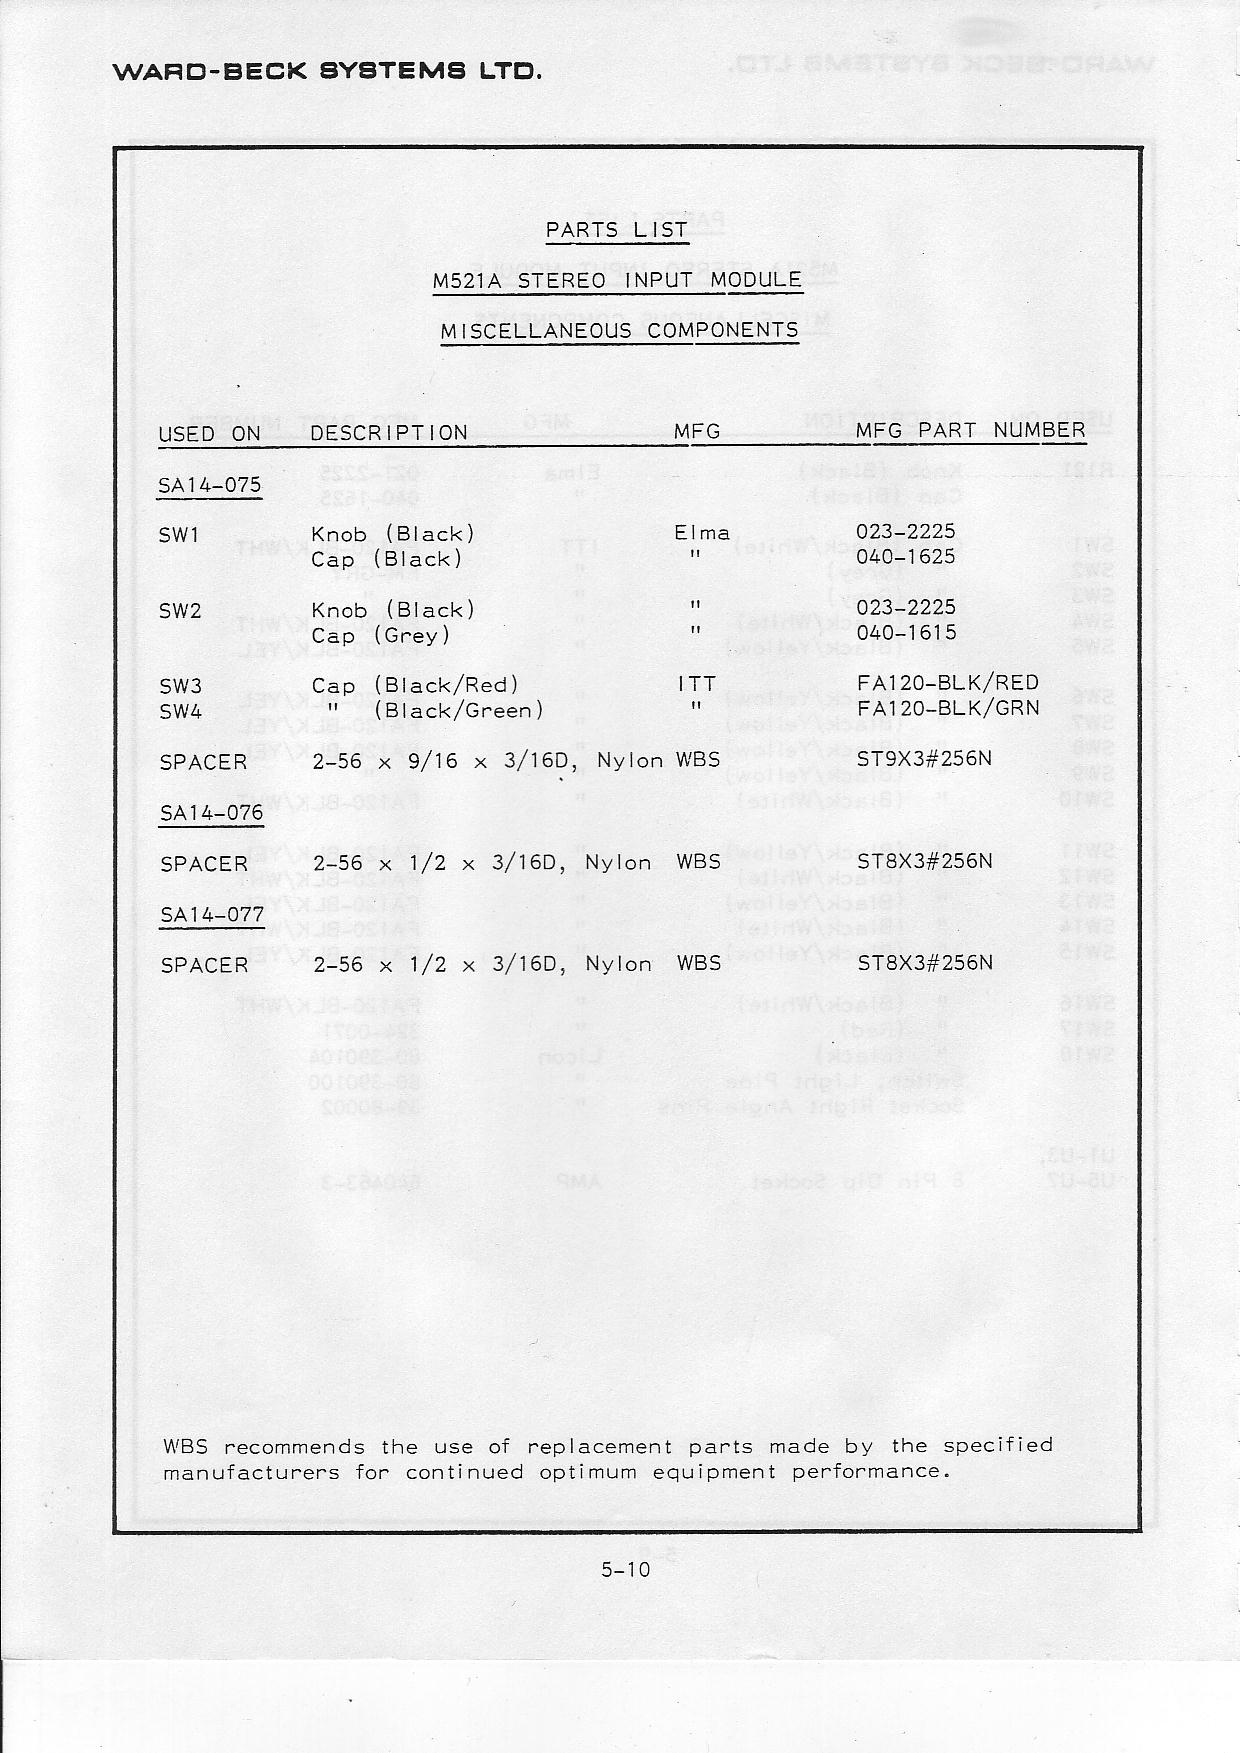 WARD-BECK SYSTEMS LTD.
PARTS LIST
M521A STEREO INPUT MODULE
MISCELLANEOUS COMPONENTS
USED ON DESCRIPTION MFG MFG PART NUMBER
SA14-075
SW1 Knob (Black) Elma 023-2225
Cap (Black) " 040-1625
SW2 Knob (Black) " 023-2225
Cap (Grey) " 040-1615
SW3 Cap (Black/Red) ITT FA120-BLK/RED
SW4 " (Black/Green) " FA120-BLK/GRN
SPACER 2-56 x 9/16 x 3/16D, Nylon WBS ST9X3#256N
SA14-076
SPACER 2-56 x 1/2 x 3/16D, Nylon WBS ST8X3#256N
SA14-077
SPACER 2-56 x 1/2 x 3/16D, Nylon WBS ST8X3#256N
WBS recommends the use of replacement parts made by the specified
manufacturers for continued optimum equipment performance.
5-10